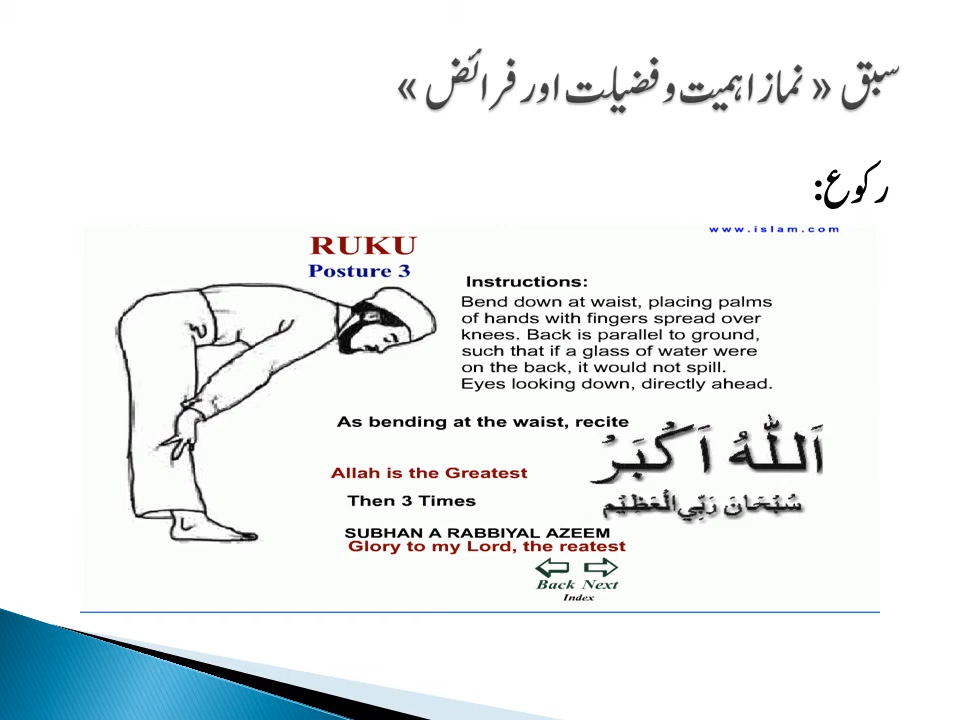 سبق « نماز اہمیت و فضیلت اور فرائض »
رکوع:
www.islam.com
RUKU
Posture 3
Instructions:
Bend down at waist, placing palms
of hands with fingers spread over
knees. Back is parallel to ground,
such that if a glass of water were
on the back, it would not spill.
Eyes looking down, directly ahead.
As bending at the waist, recite
اَللّٰهُ اَكْبَرُ
Allah is the Greatest
Then 3 Times
سُبْحَانَ رَبِّيِ الْعَظِيْمِ
SUBHAN A RABBIYAL AZEEM
Glory to my Lord, the reatest
Back Next
Index